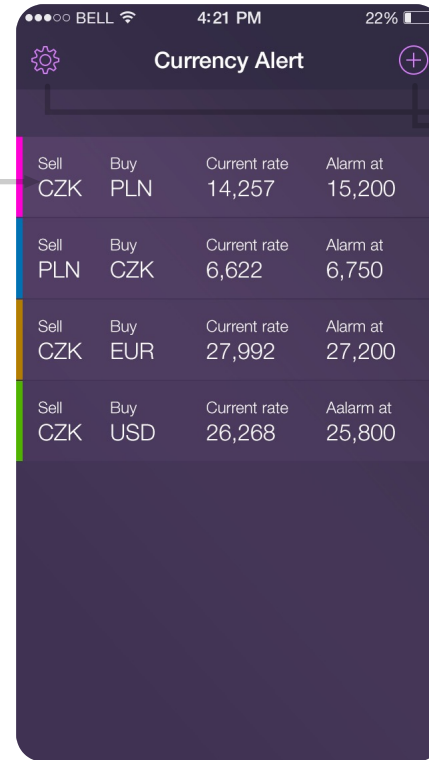 BELL 4:21 PM 22%
Currency Alert
Sell Buy Current rate Alarm at
CZK PLN 14,257 15,200
Sell Buy Current rate Alarm at
PLN CZK 6,622 6,750
Sell Buy Current rate Alarm at
CZK EUR 27,992 27,200
Sell Buy Current rate Aalarm at
CZK USD 26,268 25,800